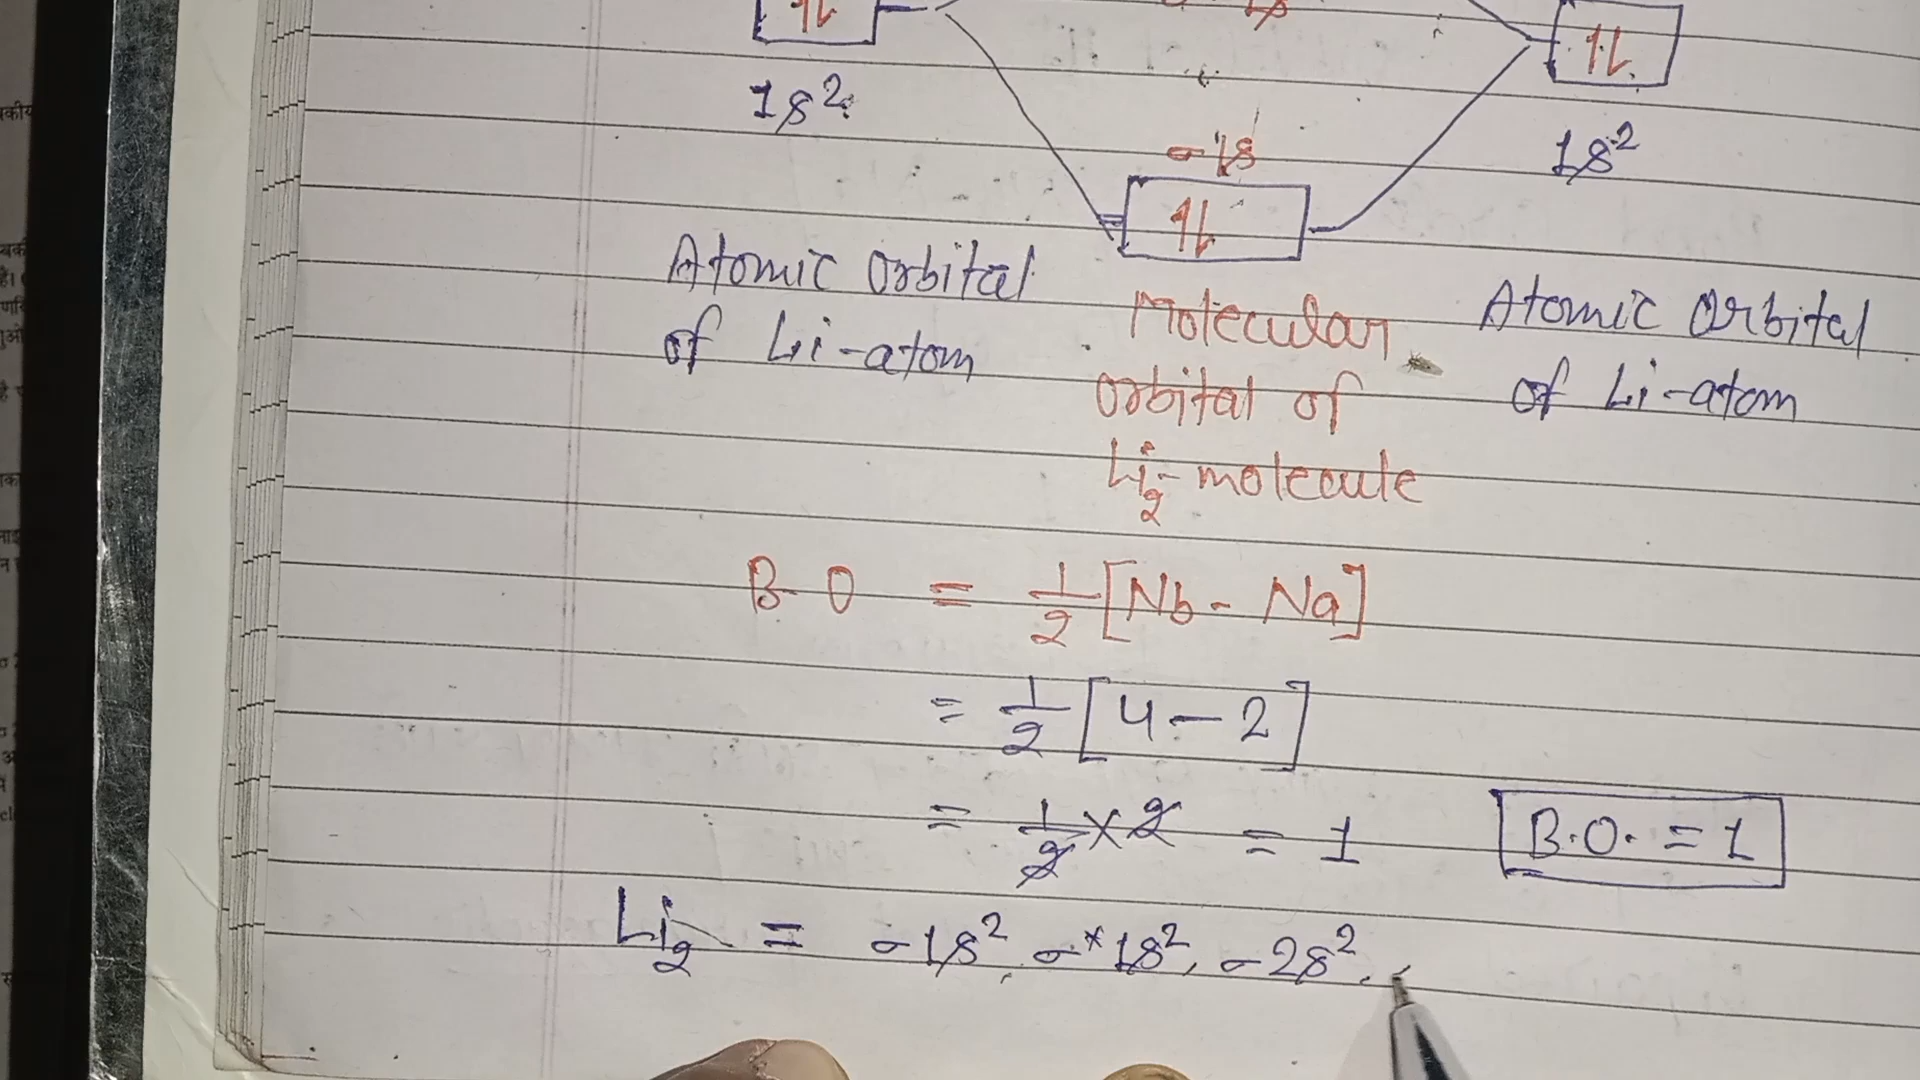 1s²
σ1s
1s²
Atomic Orbital
of Li-atom
Molecular
orbital of
Li₂-molecule
Atomic Orbital
of Li-atom
B·O = 1/2 [Nb - Na]
= 1/2 [4 - 2]
= 1/2 × 2 = 1
B.O. = 1
Li₂ = σ1s², σ*1s², σ2s²,